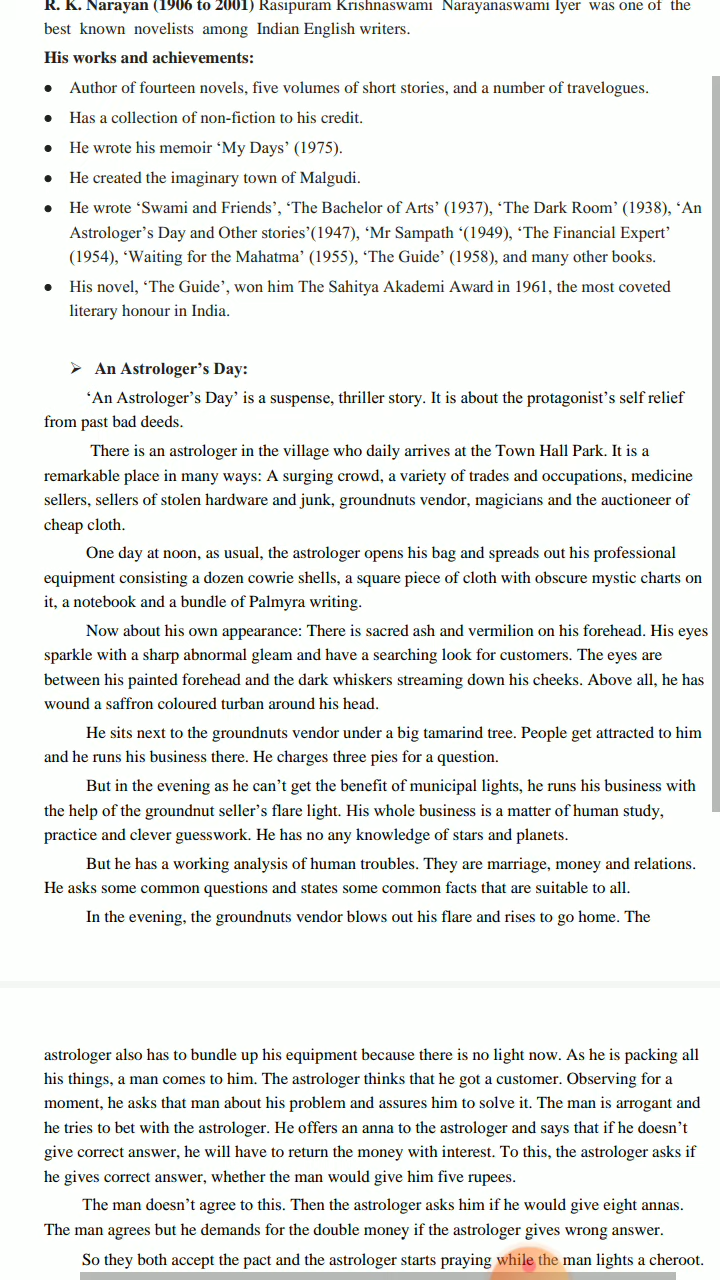 R. K. Narayan (1906 to 2001) Rasipuram Krishnaswami Narayanaswami Iyer was one of the
best known novelists among Indian English writers.
His works and achievements:
● Author of fourteen novels, five volumes of short stories, and a number of travelogues.
● Has a collection of non-fiction to his credit.
● He wrote his memoir ‘My Days’ (1975).
● He created the imaginary town of Malgudi.
● He wrote ‘Swami and Friends’, ‘The Bachelor of Arts’ (1937), ‘The Dark Room’ (1938), ‘An
Astrologer’s Day and Other stories’(1947), ‘Mr Sampath ‘(1949), ‘The Financial Expert’
(1954), ‘Waiting for the Mahatma’ (1955), ‘The Guide’ (1958), and many other books.
● His novel, ‘The Guide’, won him The Sahitya Akademi Award in 1961, the most coveted
literary honour in India.
➢ An Astrologer’s Day:
‘An Astrologer’s Day’ is a suspense, thriller story. It is about the protagonist’s self relief
from past bad deeds.
There is an astrologer in the village who daily arrives at the Town Hall Park. It is a
remarkable place in many ways: A surging crowd, a variety of trades and occupations, medicine
sellers, sellers of stolen hardware and junk, groundnuts vendor, magicians and the auctioneer of
cheap cloth.
One day at noon, as usual, the astrologer opens his bag and spreads out his professional
equipment consisting a dozen cowrie shells, a square piece of cloth with obscure mystic charts on
it, a notebook and a bundle of Palmyra writing.
Now about his own appearance: There is sacred ash and vermilion on his forehead. His eyes
sparkle with a sharp abnormal gleam and have a searching look for customers. The eyes are
between his painted forehead and the dark whiskers streaming down his cheeks. Above all, he has
wound a saffron coloured turban around his head.
He sits next to the groundnuts vendor under a big tamarind tree. People get attracted to him
and he runs his business there. He charges three pies for a question.
But in the evening as he can’t get the benefit of municipal lights, he runs his business with
the help of the groundnut seller’s flare light. His whole business is a matter of human study,
practice and clever guesswork. He has no any knowledge of stars and planets.
But he has a working analysis of human troubles. They are marriage, money and relations.
He asks some common questions and states some common facts that are suitable to all.
In the evening, the groundnuts vendor blows out his flare and rises to go home. The
astrologer also has to bundle up his equipment because there is no light now. As he is packing all
his things, a man comes to him. The astrologer thinks that he got a customer. Observing for a
moment, he asks that man about his problem and assures him to solve it. The man is arrogant and
he tries to bet with the astrologer. He offers an anna to the astrologer and says that if he doesn’t
give correct answer, he will have to return the money with interest. To this, the astrologer asks if
he gives correct answer, whether the man would give him five rupees.
The man doesn’t agree to this. Then the astrologer asks him if he would give eight annas.
The man agrees but he demands for the double money if the astrologer gives wrong answer.
So they both accept the pact and the astrologer starts praying while the man lights a cheroot.